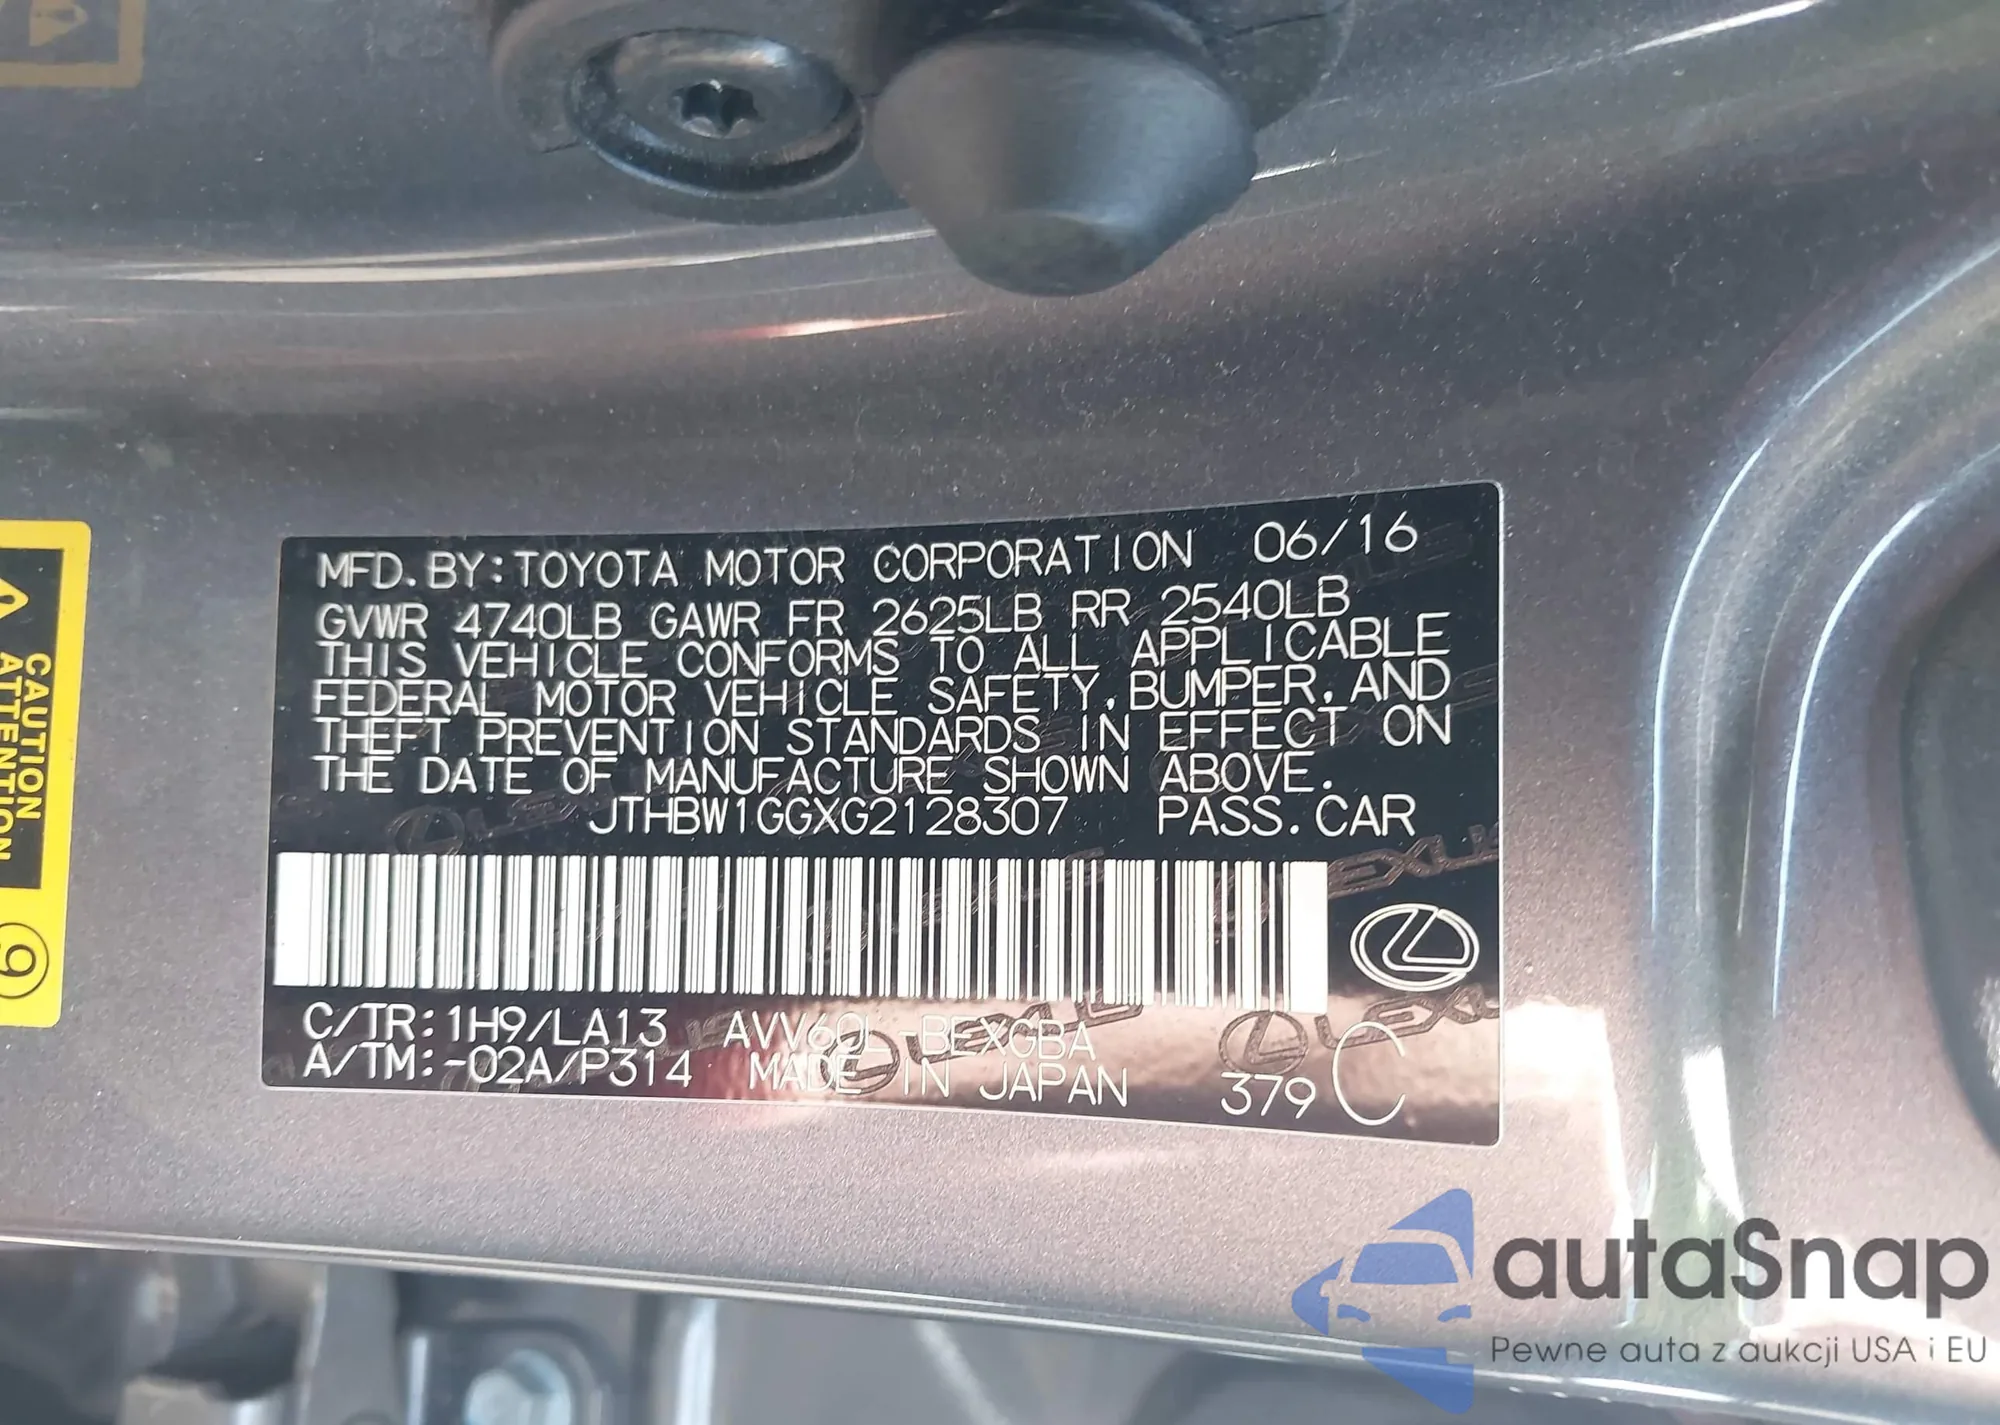 CAUTION
ATTENTION
9
MFD.BY:TOYOTA MOTOR CORPORATION 06/16
GVWR 4740LB GAWR FR 2625LB RR 2540LB
THIS VEHICLE CONFORMS TO ALL APPLICABLE
FEDERAL MOTOR VEHICLE SAFETY,BUMPER,AND
THEFT PREVENTION STANDARDS IN EFFECT ON
THE DATE OF MANUFACTURE SHOWN ABOVE.
JTHBW1GGXG2128307 PASS.CAR
C/TR:1H9/LA13 AVV60L-BEXGBA
A/TM:-02A/P314 MADE IN JAPAN 379 C
LEXUS
autaSnap
Pewne auta z aukcji USA i EU